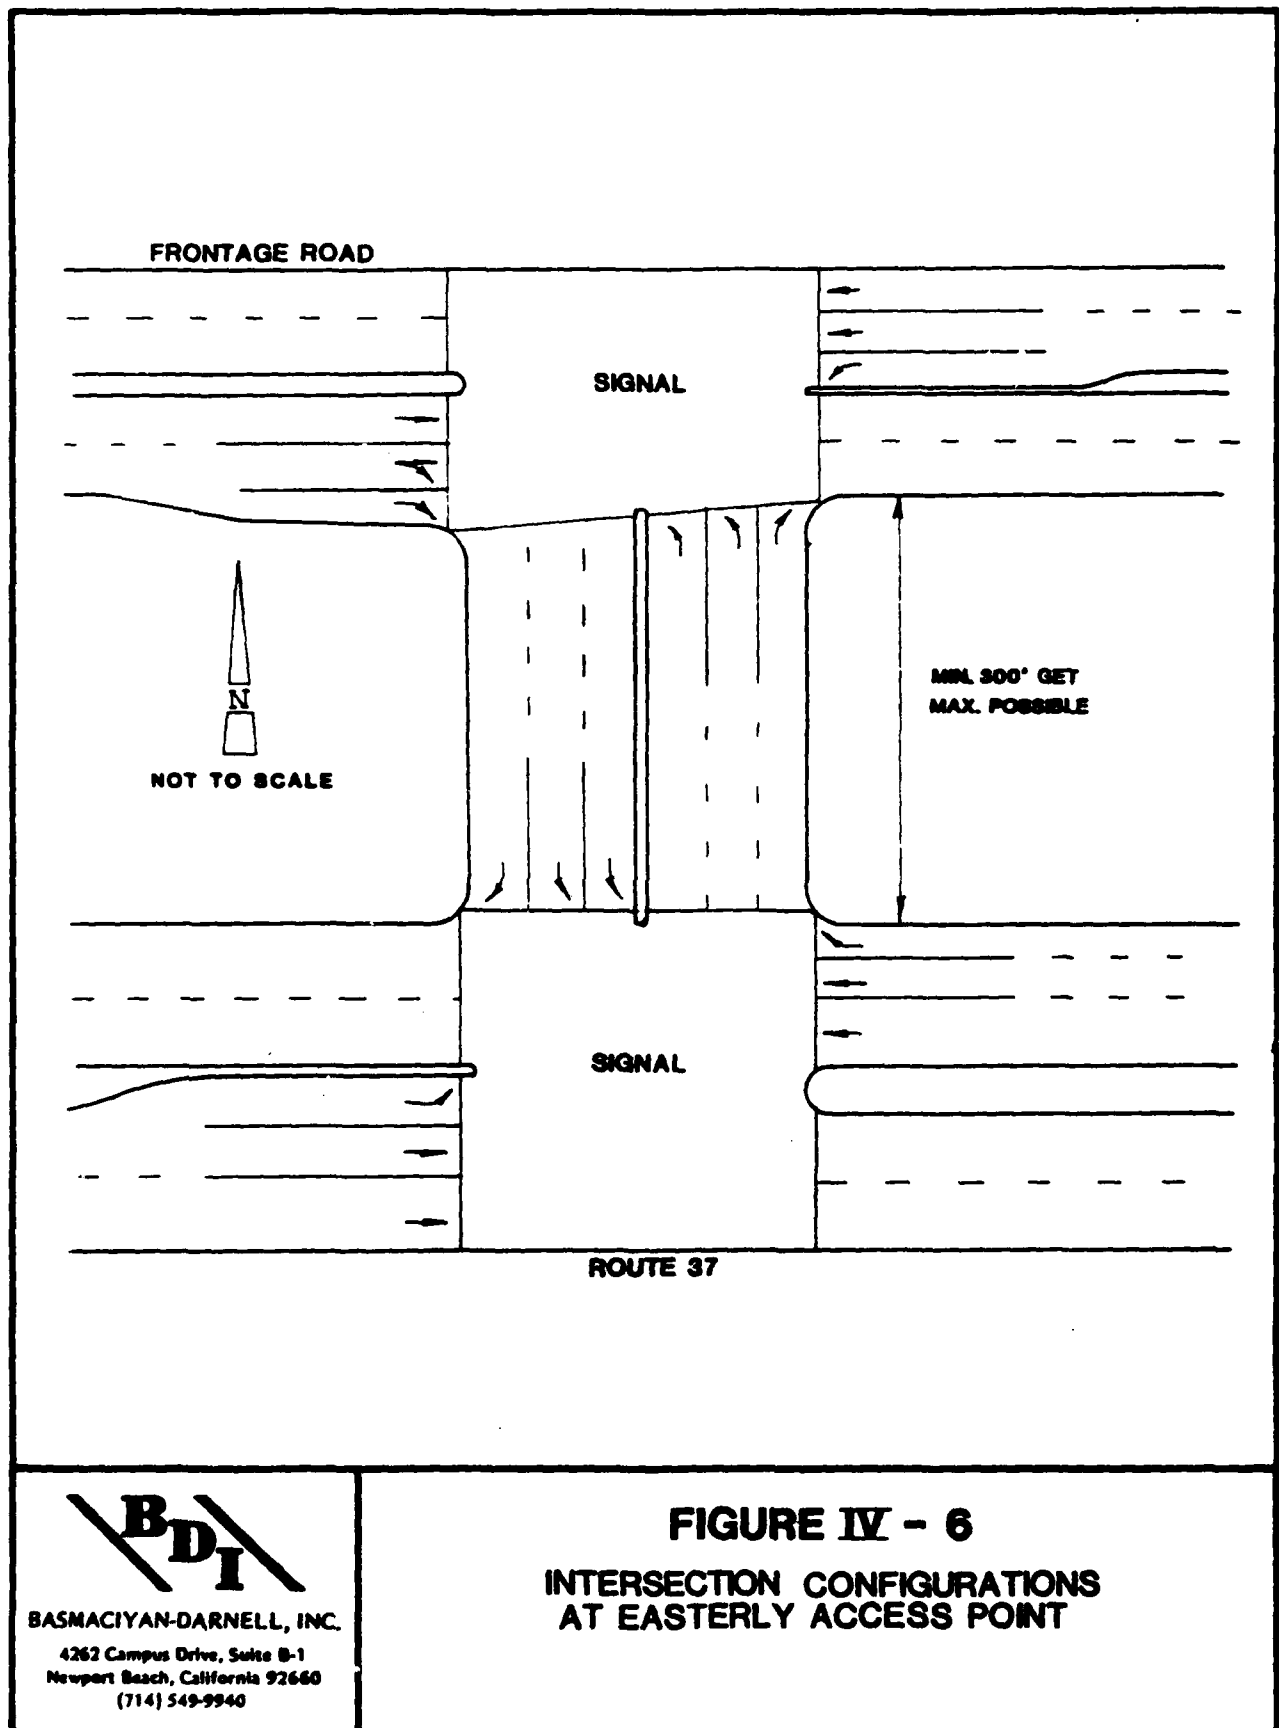 FRONTAGE ROAD
SIGNAL
MIN. 300' GET
MAX. POSSIBLE
N
NOT TO SCALE
SIGNAL
ROUTE 37
BDI
BASMACIYAN-DARNELL, INC.
4262 Campus Drive, Suite B-1
Newport Beach, California 92660
(714) 549-9940
FIGURE IV - 6
INTERSECTION CONFIGURATIONS
AT EASTERLY ACCESS POINT